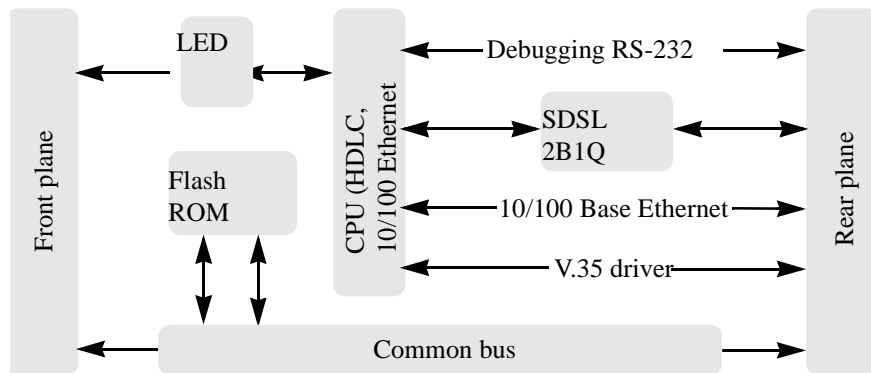 LED
Debugging RS-232
SDSL
2B1Q
Flash
ROM
Front plane
CPU (HDLC,
10/100 Ethernet
Rear plane
10/100 Base Ethernet
V.35 driver
Common bus